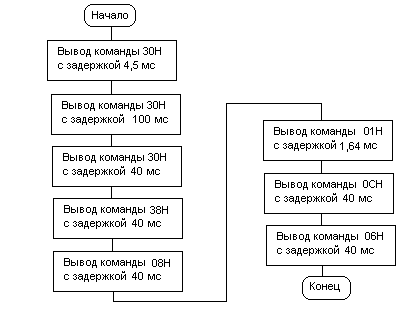 Начало
Вывод команды 30H
с задержкой 4,5 мс
Вывод команды 30H
с задержкой 100 мс
Вывод команды 30H
с задержкой 40 мс
Вывод команды 38H
с задержкой 40 мс
Вывод команды 08H
с задержкой 40 мс
Вывод команды 01H
с задержкой 1,64 мс
Вывод команды 0CH
с задержкой 40 мс
Вывод команды 06H
с задержкой 40 мс
Конец